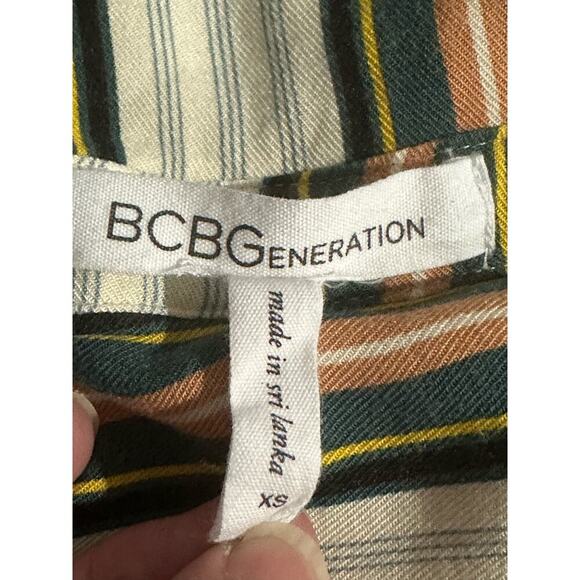 BCBGENERATION
made in sri lanka
XS